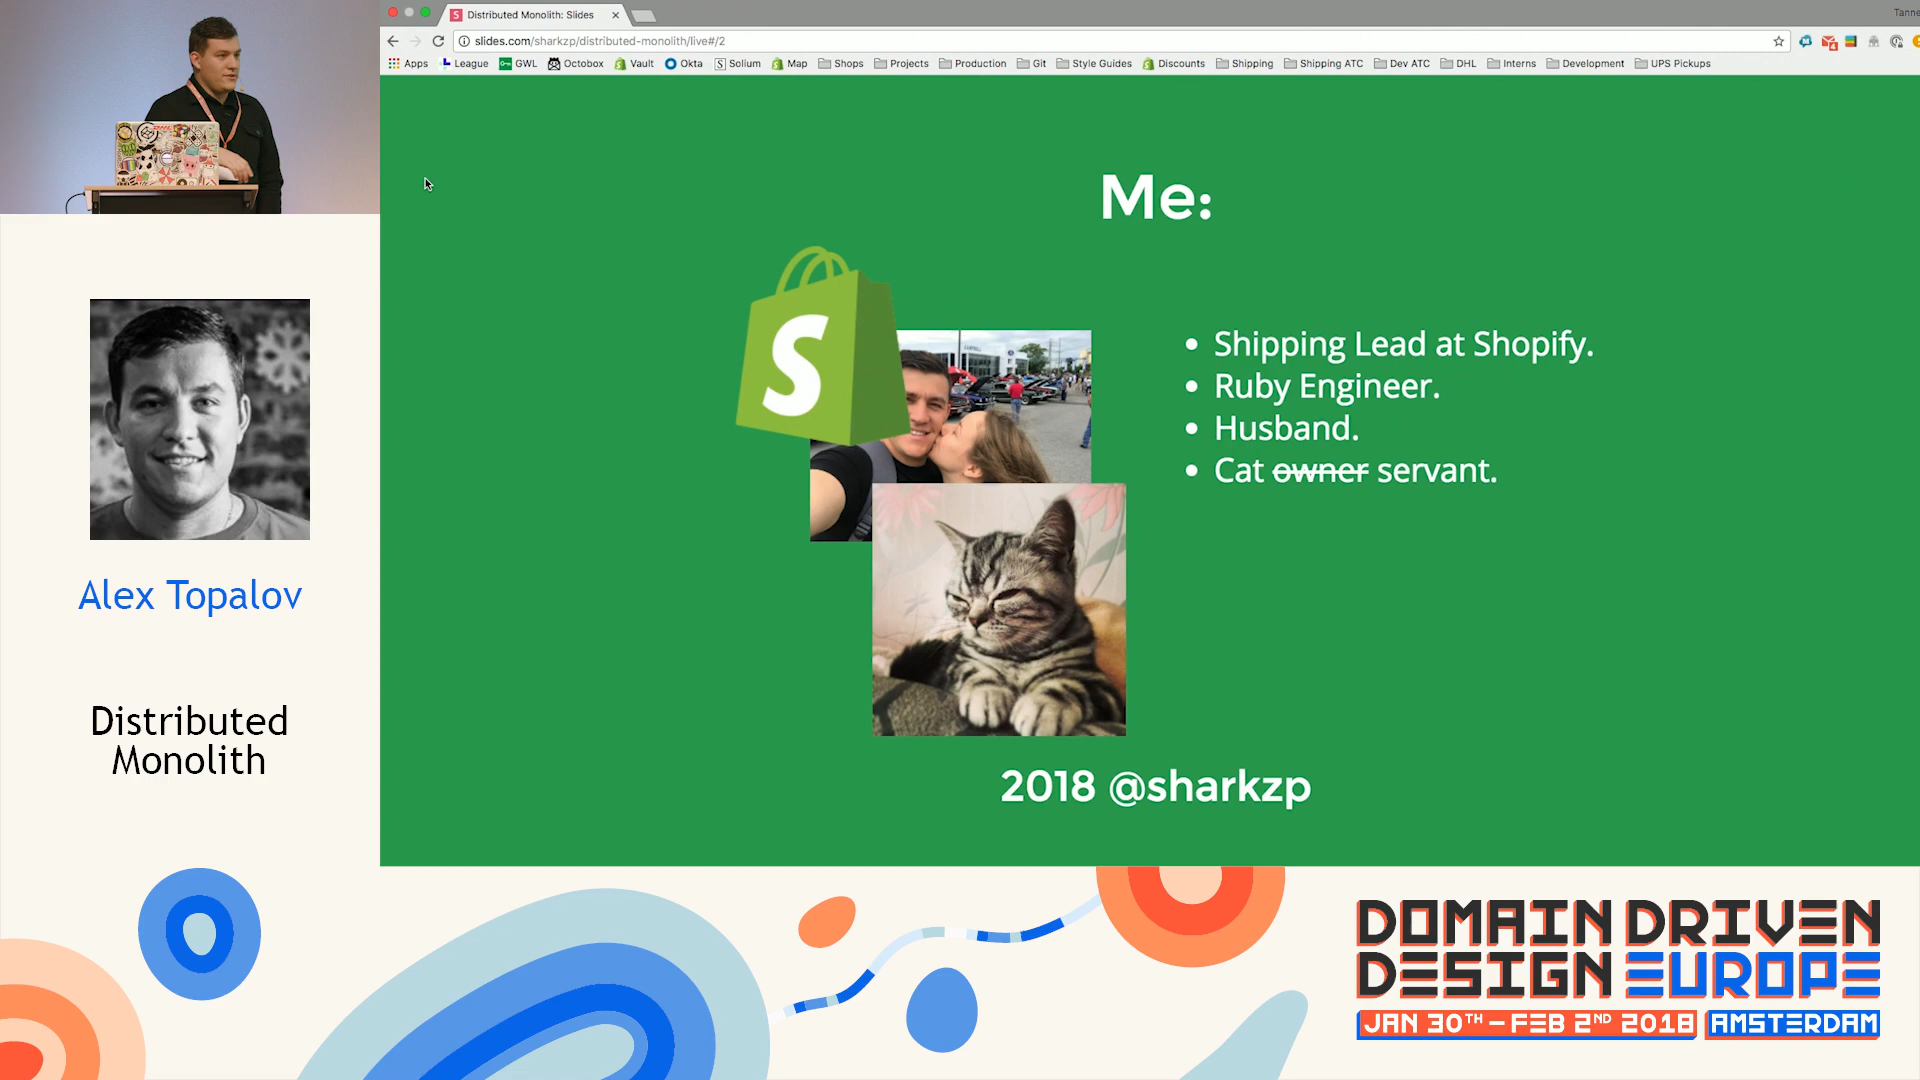 Distributed Monolith: Slides
Tanne
slides.com/sharkzp/distributed-monolith/live#/2
Apps League GWL Octobox Vault Okta Solium Map Shops Projects Production Git Style Guides Discounts Shipping Shipping ATC Dev ATC DHL Interns Development UPS Pickups
Me:
S
Shipping Lead at Shopify.
Ruby Engineer.
Husband.
Cat owner servant.
2018 @sharkzp
Alex Topalov
Distributed
Monolith
DOMAIN DRIVEN
DESIGN EUROPE
JAN 30TH – FEB 2ND 2018 AMSTERDAM